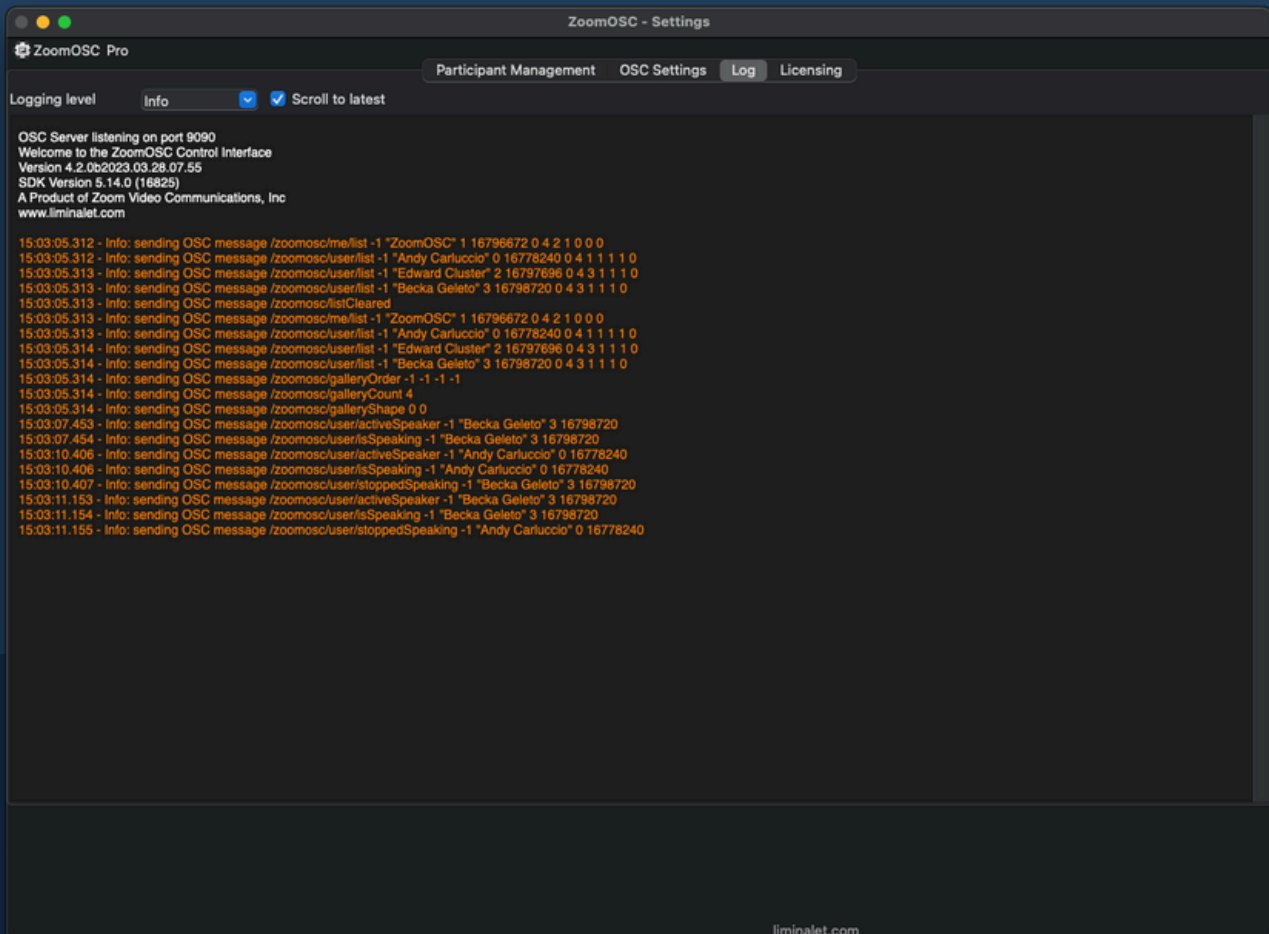 ZoomOSC - Settings
ZoomOSC Pro
Participant Management OSC Settings Log Licensing
Logging level Info Scroll to latest
OSC Server listening on port 9090
Welcome to the ZoomOSC Control Interface
Version 4.2.0b2023.03.28.07.55
SDK Version 5.14.0 (16825)
A Product of Zoom Video Communications, Inc
www.liminalet.com
15:03:05.312 - Info: sending OSC message /zoomosc/me/list -1 "ZoomOSC" 1 16796672 0 4 2 1 0 0 0
15:03:05.312 - Info: sending OSC message /zoomosc/user/list -1 "Andy Carluccio" 0 16778240 0 4 1 1 1 1 0
15:03:05.313 - Info: sending OSC message /zoomosc/user/list -1 "Edward Cluster" 2 16797696 0 4 3 1 1 1 0
15:03:05.313 - Info: sending OSC message /zoomosc/user/list -1 "Becka Geleto" 3 16798720 0 4 3 1 1 1 0
15:03:05.313 - Info: sending OSC message /zoomosc/listCleared
15:03:05.313 - Info: sending OSC message /zoomosc/me/list -1 "ZoomOSC" 1 16796672 0 4 2 1 0 0 0
15:03:05.313 - Info: sending OSC message /zoomosc/user/list -1 "Andy Carluccio" 0 16778240 0 4 1 1 1 1 0
15:03:05.314 - Info: sending OSC message /zoomosc/user/list -1 "Edward Cluster" 2 16797696 0 4 3 1 1 1 0
15:03:05.314 - Info: sending OSC message /zoomosc/user/list -1 "Becka Geleto" 3 16798720 0 4 3 1 1 1 0
15:03:05.314 - Info: sending OSC message /zoomosc/galleryOrder -1 -1 -1 -1
15:03:05.314 - Info: sending OSC message /zoomosc/galleryCount 4
15:03:05.314 - Info: sending OSC message /zoomosc/galleryShape 0 0
15:03:07.453 - Info: sending OSC message /zoomosc/user/activeSpeaker -1 "Becka Geleto" 3 16798720
15:03:07.454 - Info: sending OSC message /zoomosc/user/isSpeaking -1 "Becka Geleto" 3 16798720
15:03:10.406 - Info: sending OSC message /zoomosc/user/activeSpeaker -1 "Andy Carluccio" 0 16778240
15:03:10.406 - Info: sending OSC message /zoomosc/user/isSpeaking -1 "Andy Carluccio" 0 16778240
15:03:10.407 - Info: sending OSC message /zoomosc/user/stoppedSpeaking -1 "Becka Geleto" 3 16798720
15:03:11.153 - Info: sending OSC message /zoomosc/user/activeSpeaker -1 "Becka Geleto" 3 16798720
15:03:11.154 - Info: sending OSC message /zoomosc/user/isSpeaking -1 "Becka Geleto" 3 16798720
15:03:11.155 - Info: sending OSC message /zoomosc/user/stoppedSpeaking -1 "Andy Carluccio" 0 16778240
liminalet.com